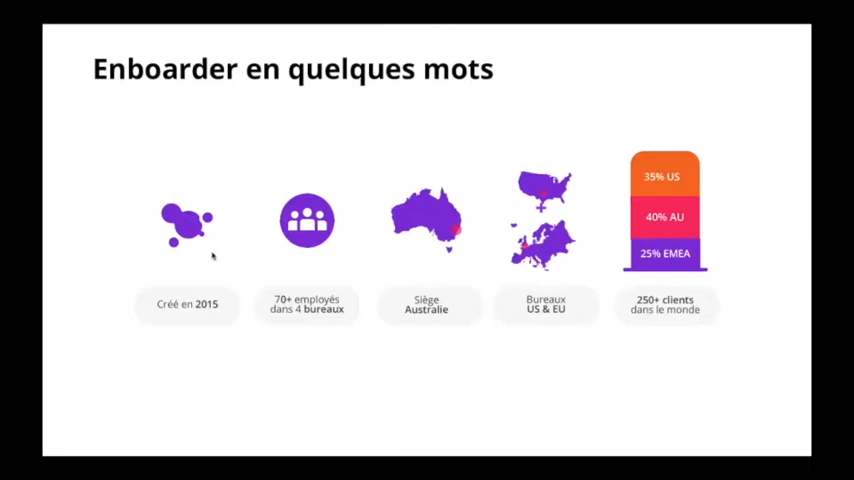 Enboarder en quelques mots
35% US
40% AU
25% EMEA
Créé en 2015
70+ employés
dans 4 bureaux
Siège
Australie
Bureaux
US & EU
250+ clients
dans le monde